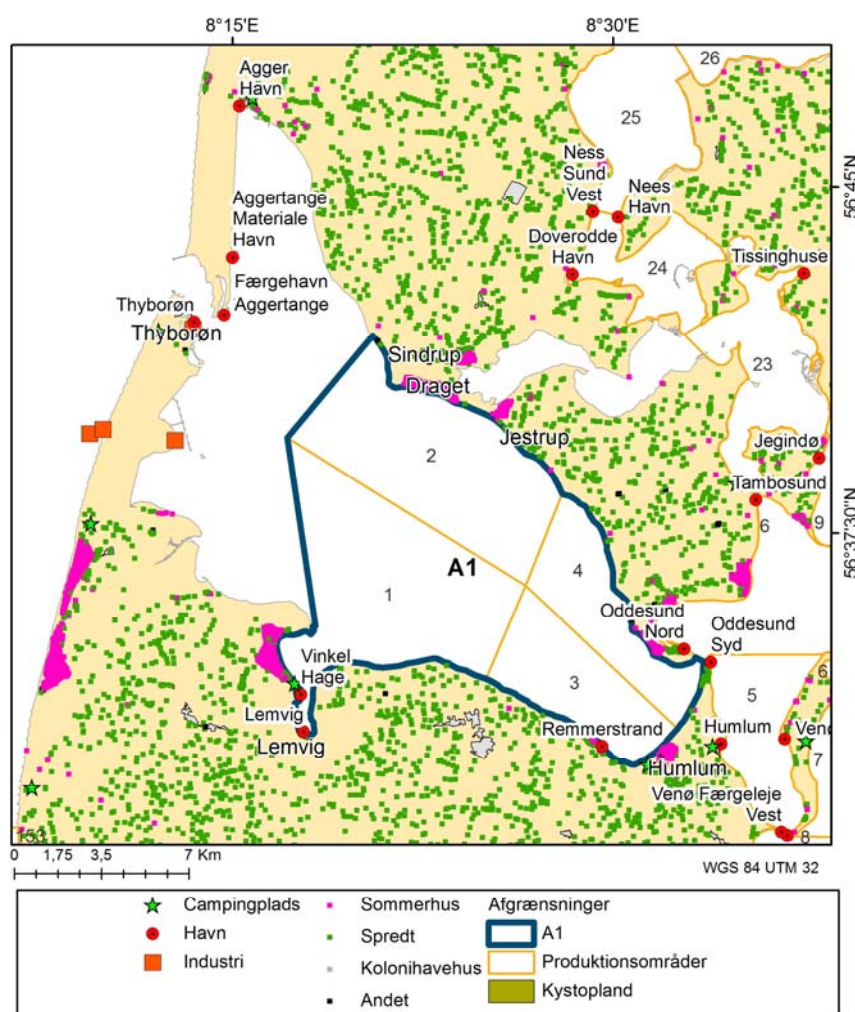 8°15'E
8°30'E
26
Agger
Havn
25
Ness
Sund
Vest
Nees
Havn
56°45'N
Aggertange
Materiale
Havn
Doverodde
Havn
24
Tissinghuse
Færgehavn
Aggertange
Thyborøn
Thyborøn
23
Sindrup
Draget
Jestrup
2
Jegindø
Tambosund
6
9
56°37'30"N
A1
4
1
Oddesund
Nord
Oddesund
Syd
Vinkel
Hage
3
5
6
Lemvig
Lemvig
Remmerstrand
Humlum
Venø
7
Humlum
Venø Færgeleje
Vest
8
153
0 1,75 3,5 7 Km
WGS 84 UTM 32
Campingplads
Havn
Industri
Sommerhus
Spredt
Kolonihavehus
Andet
Afgrænsninger
A1
Produktionsområder
Kystopland